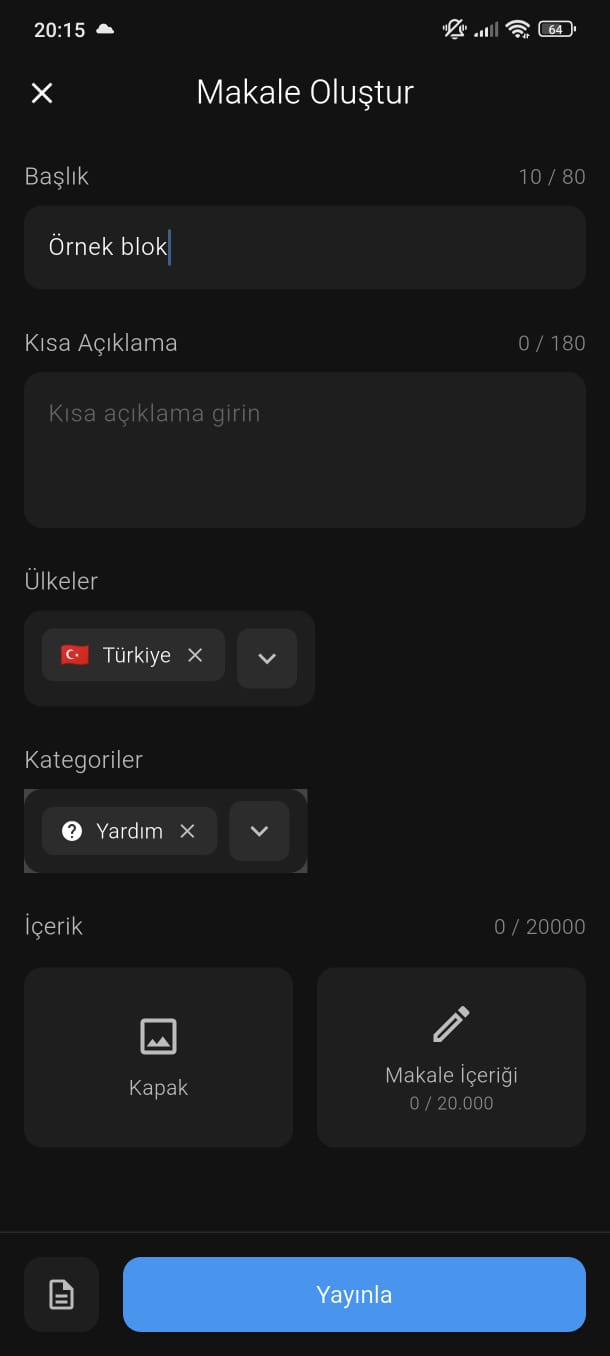 20:15
64
Makale Oluştur
Başlık
10 / 80
Örnek blok
Kısa Açıklama
0 / 180
Kısa açıklama girin
Ülkeler
Türkiye
Kategoriler
Yardım
İçerik
0 / 20000
Kapak
Makale İçeriği
0 / 20.000
Yayınla